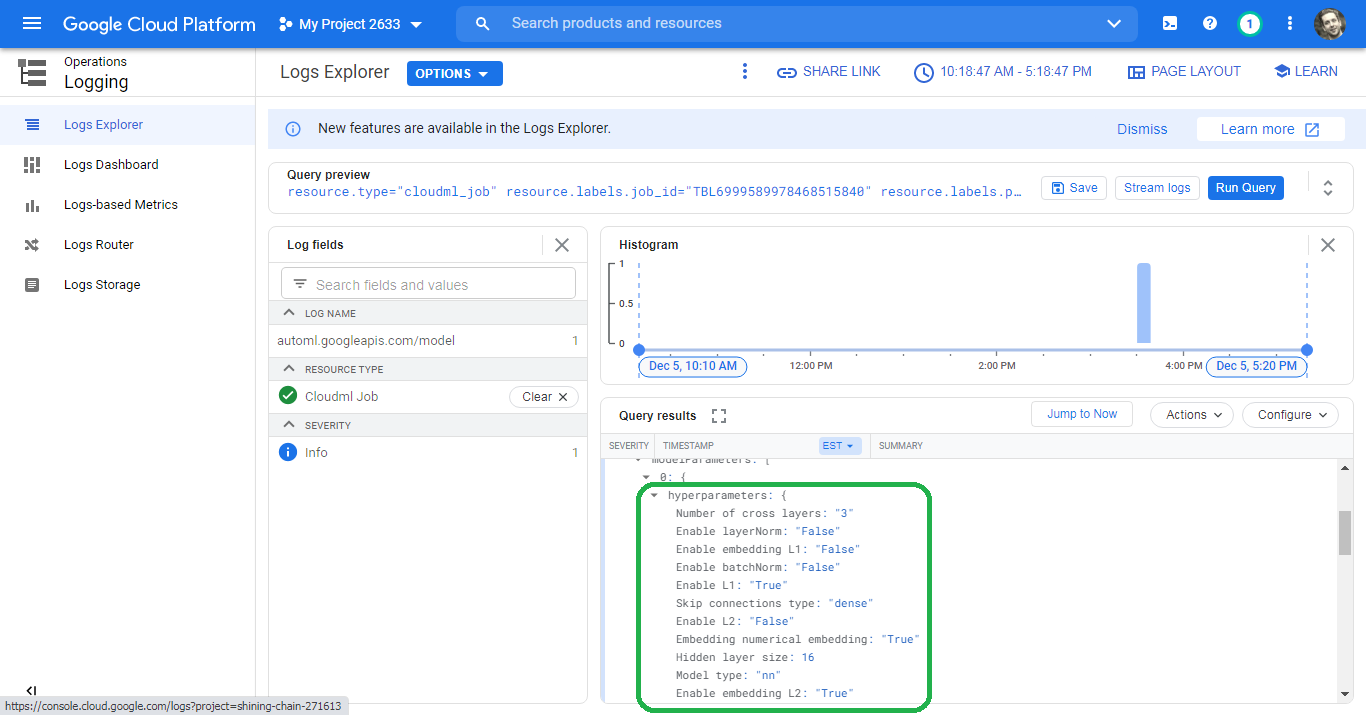 Google Cloud Platform
My Project 2633
Search products and resources
1
Operations
Logging
Logs Explorer
OPTIONS
SHARE LINK
10:18:47 AM - 5:18:47 PM
PAGE LAYOUT
LEARN
Logs Explorer
Logs Dashboard
Logs-based Metrics
Logs Router
Logs Storage
New features are available in the Logs Explorer.
Dismiss
Learn more
Query preview
resource.type="cloudml_job" resource.labels.job_id="TBL6999589978468515840" resource.labels.p…
Save
Stream logs
Run Query
Log fields
Search fields and values
LOG NAME
automl.googleapis.com/model 1
RESOURCE TYPE
Cloudml Job
Clear
SEVERITY
Info 1
Histogram
1
0.5
0
Dec 5, 10:10 AM
12:00 PM
2:00 PM
4:00 PM
Dec 5, 5:20 PM
Query results
Jump to Now
Actions
Configure
SEVERITY TIMESTAMP EST SUMMARY
modelParameters: [
0: {
hyperparameters: {
Number of cross layers: "3"
Enable layerNorm: "False"
Enable embedding L1: "False"
Enable batchNorm: "False"
Enable L1: "True"
Skip connections type: "dense"
Enable L2: "False"
Embedding numerical embedding: "True"
Hidden layer size: 16
Model type: "nn"
Enable embedding L2: "True"
https://console.cloud.google.com/logs?project=shining-chain-271613